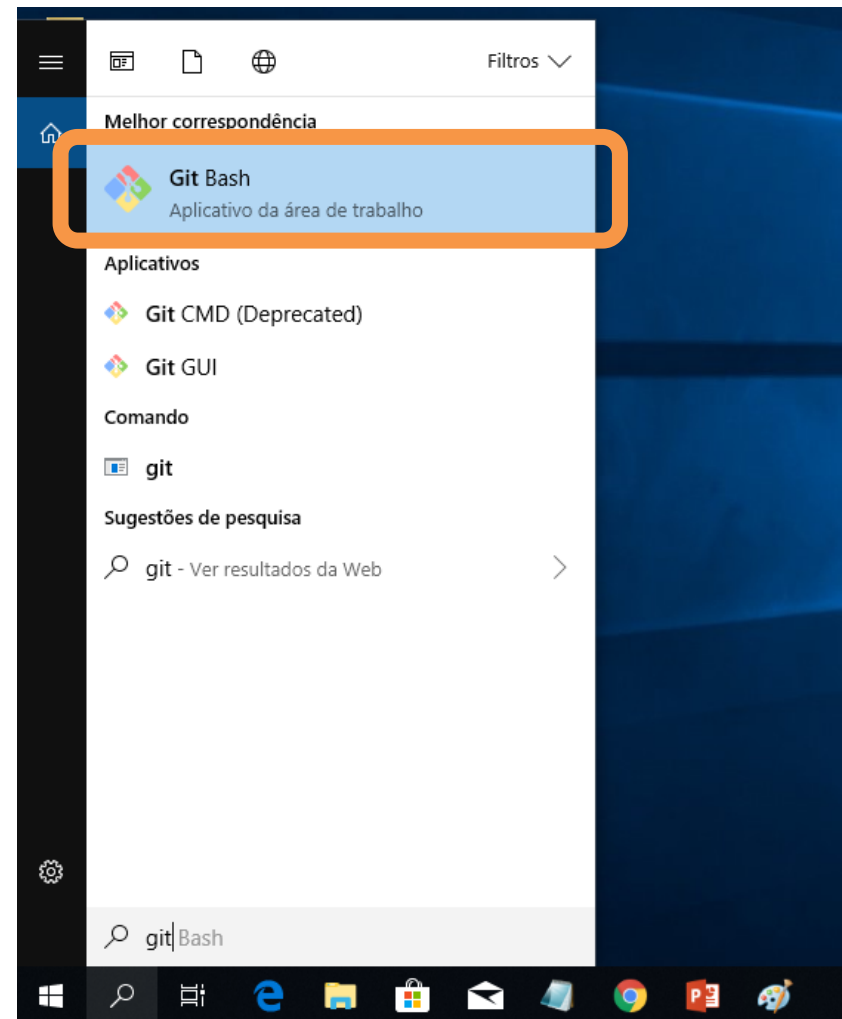 Filtros
Melhor correspondência
Git Bash
Aplicativo da área de trabalho
Aplicativos
Git CMD (Deprecated)
Git GUI
Comando
git
Sugestões de pesquisa
git - Ver resultados da Web
git Bash